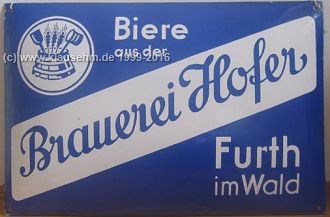 Biere
aus der
(c) www.klausehm.de 1999-2016
Brauerei Hofer
Furth
im Wald